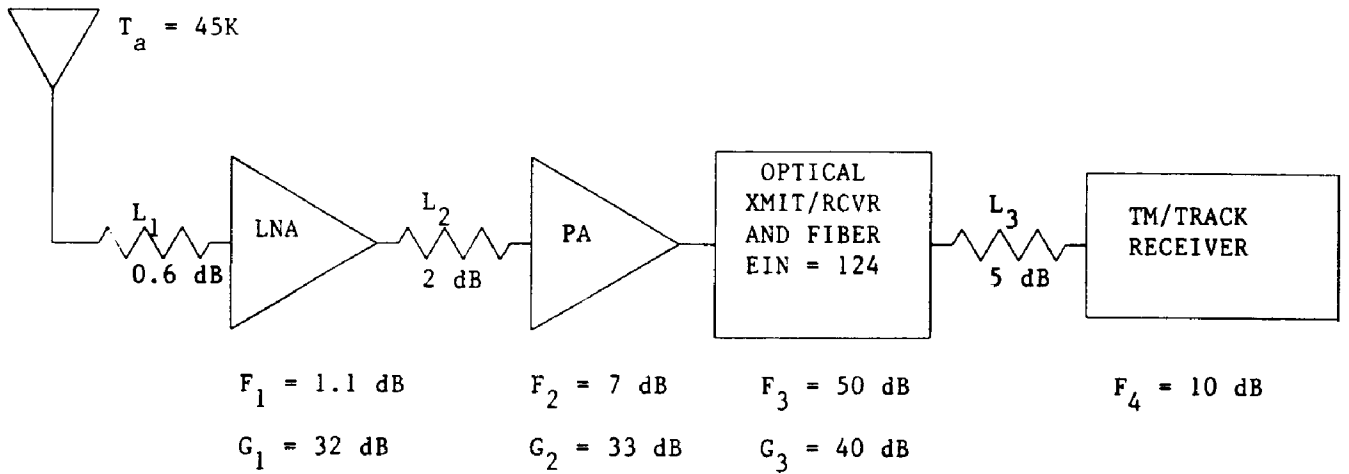 T_a = 45K
L_1
0.6 dB
LNA
L_2
2 dB
PA
OPTICAL
XMIT/RCVR
AND FIBER
EIN = 124
L_3
5 dB
TM/TRACK
RECEIVER
F_1 = 1.1 dB
F_2 = 7 dB
F_3 = 50 dB
F_4 = 10 dB
G_1 = 32 dB
G_2 = 33 dB
G_3 = 40 dB